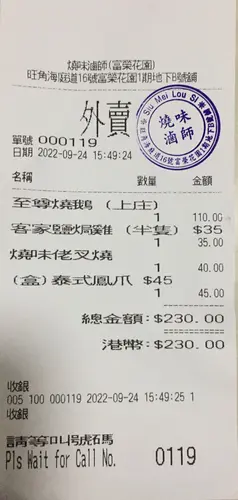 燒味滷師(富榮花園)
旺角海庭道16號富榮花園1期地下B號舖
外賣
單號 000119
日期 2022-09-24 15:49:24
Siu Mei Lou Si
燒味
滷師
名稱 數量 金額
至尊燒鵝 (上庄)
1 110.00
客家鹽焗雞 (半隻) $35
1 35.00
燒味佬叉燒
1 40.00
(盒)泰式鳳爪 $45
1 45.00
總金額: $230.00
港幣: $230.00
收銀
005 100 000119 2022-09-24 15:49:25 1
收銀
請等叫號碼
Pls Wait for Call No. 0119